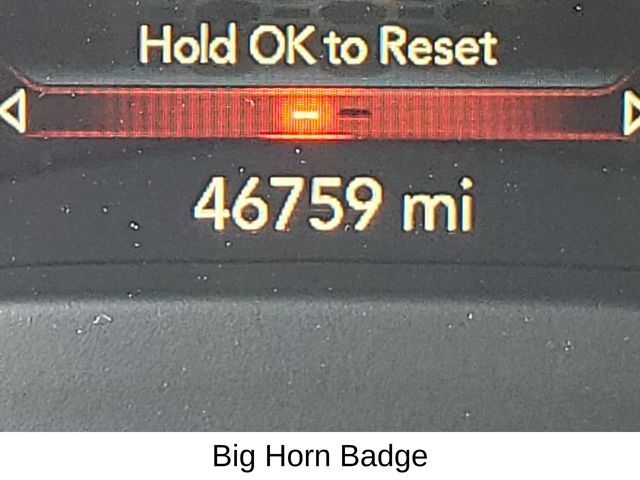 Hold OK to Reset
46759 mi
Big Horn Badge